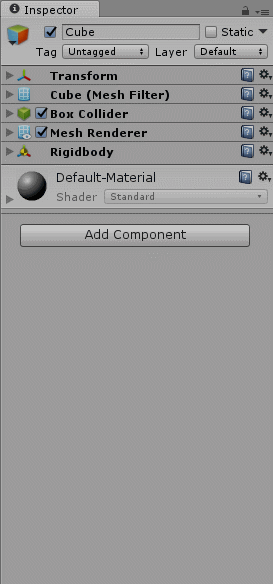 Inspector
Cube Static
Tag Untagged Layer Default
Transform
Cube (Mesh Filter)
Box Collider
Mesh Renderer
Rigidbody
Default-Material
Shader Standard
Add Component